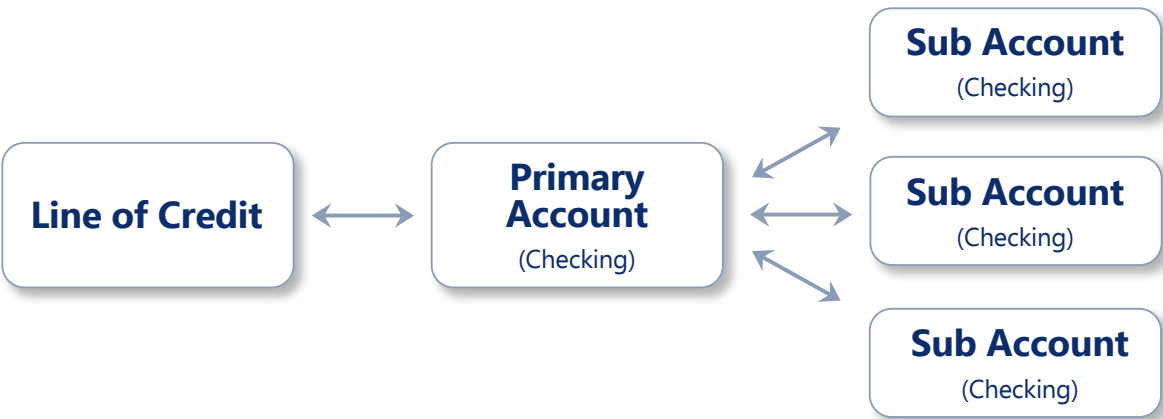 Line of Credit
Primary
Account
(Checking)
Sub Account
(Checking)
Sub Account
(Checking)
Sub Account
(Checking)